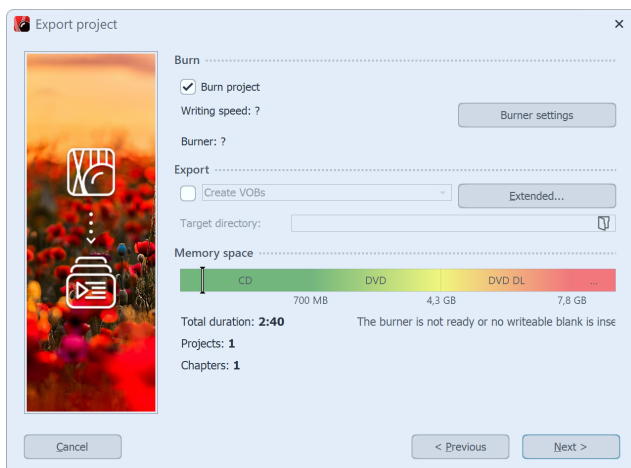 Export project
Burn
Burn project
Writing speed: ?
Burner settings
Burner: ?
Export
Create VOBs
Extended...
Target directory:
Memory space
CD DVD DVD DL ...
700 MB 4,3 GB 7,8 GB
Total duration: 2:40 The burner is not ready or no writeable blank is inse
Projects: 1
Chapters: 1
Cancel < Previous Next >